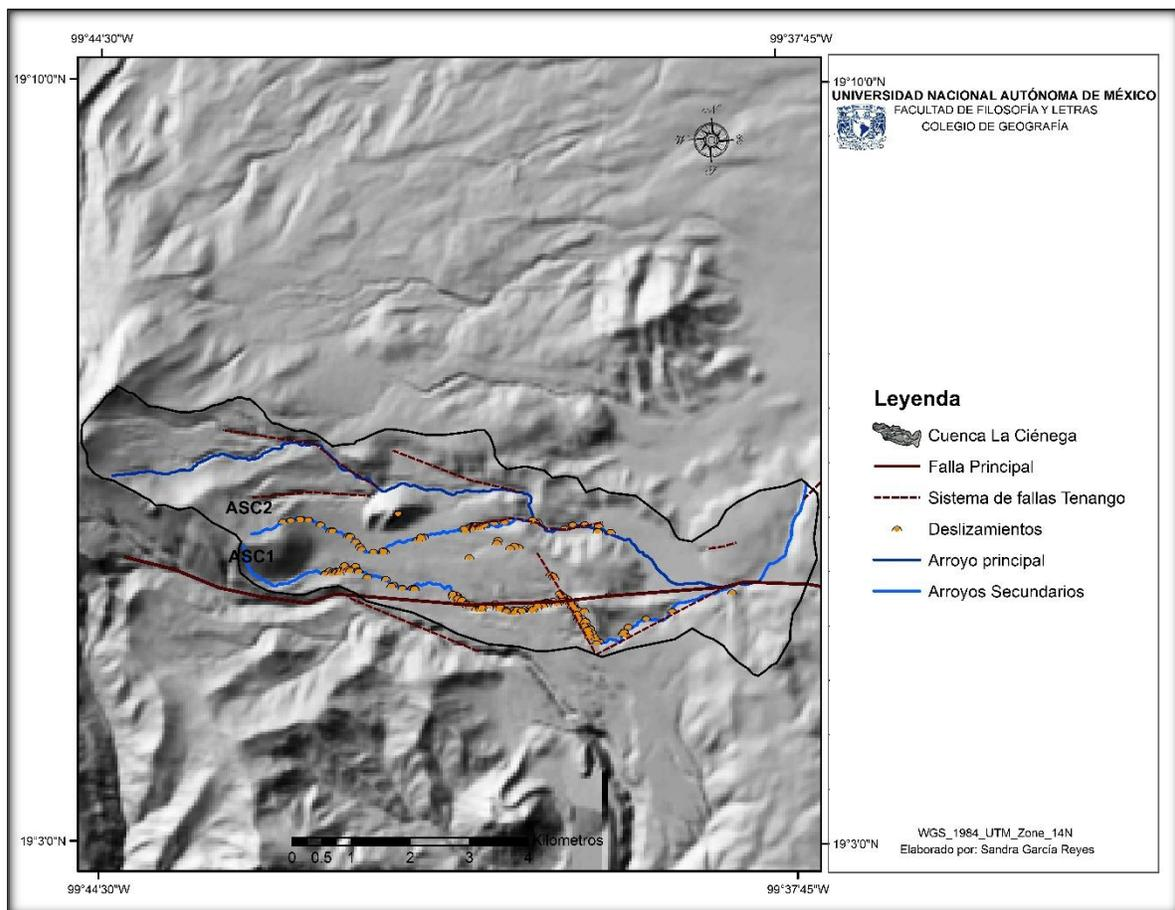 99°44'30"W
99°37'45"W
19°10'0"N
19°10'0"N
UNIVERSIDAD NACIONAL AUTÓNOMA DE MÉXICO
FACULTAD DE FILOSOFÍA Y LETRAS
COLEGIO DE GEOGRAFÍA
Leyenda
Cuenca La Ciénega
Falla Principal
Sistema de fallas Tenango
Deslizamientos
Arroyo principal
Arroyos Secundarios
ASC2
ASC1
Kilometros
0 0.5 1 2 3 4
19°3'0"N
19°3'0"N
WGS_1984_UTM_Zone_14N
Elaborado por: Sandra García Reyes
99°44'30"W
99°37'45"W